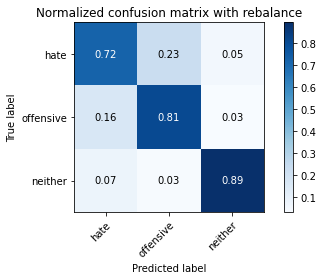 Normalized confusion matrix with rebalance
True label
hate
0.72 0.23 0.05
offensive
0.16 0.81 0.03
neither
0.07 0.03 0.89
hate
offensive
neither
Predicted label
0.8
0.7
0.6
0.5
0.4
0.3
0.2
0.1